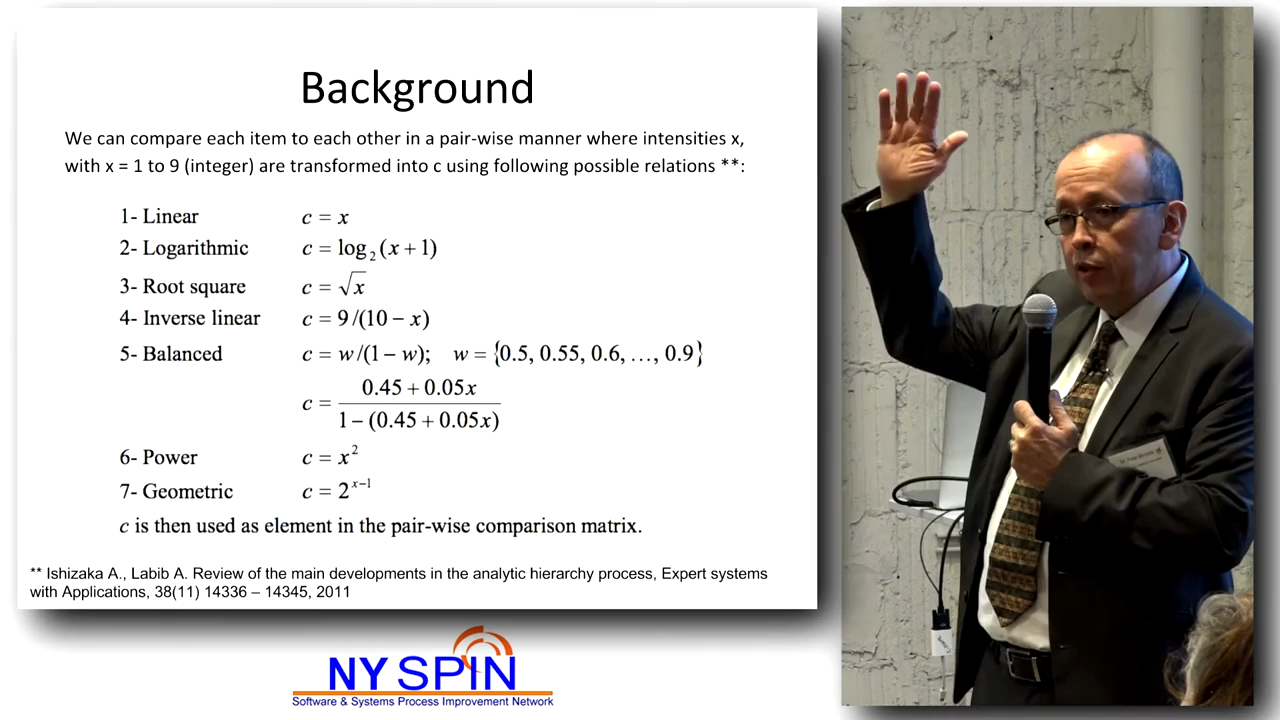 Background
We can compare each item to each other in a pair-wise manner where intensities x,
with x = 1 to 9 (integer) are transformed into c using following possible relations **:
1- Linear c = x
2- Logarithmic c = log₂(x + 1)
3- Root square c = √x
4- Inverse linear c = 9/(10 − x)
5- Balanced c = w/(1 − w); w = {0.5, 0.55, 0.6, …, 0.9}
c = (0.45 + 0.05x)/(1 − (0.45 + 0.05x))
6- Power c = x²
7- Geometric c = 2ˣ⁻¹
c is then used as element in the pair-wise comparison matrix.
** Ishizaka A., Labib A. Review of the main developments in the analytic hierarchy process, Expert systems
with Applications, 38(11) 14336 – 14345, 2011
NY SPIN
Software & Systems Process Improvement Network